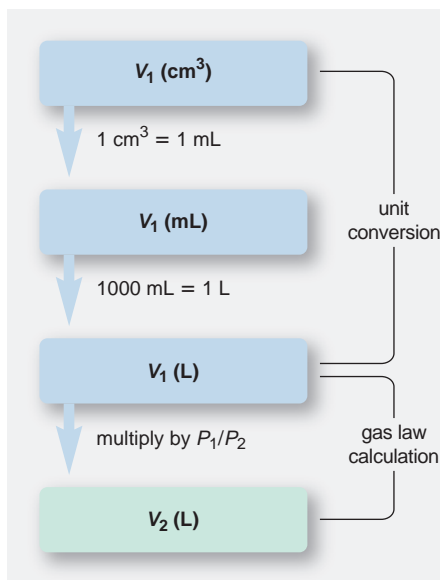 V₁ (cm³)
1 cm³ = 1 mL
V₁ (mL)
unit
conversion
1000 mL = 1 L
V₁ (L)
multiply by P₁/P₂
gas law
calculation
V₂ (L)